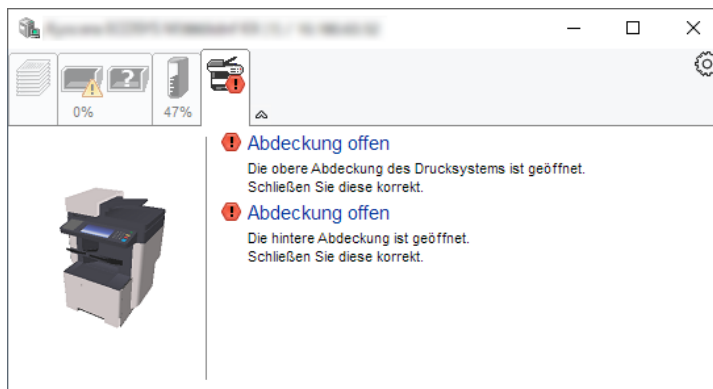 0%
47%
Abdeckung offen
Die obere Abdeckung des Drucksystems ist geöffnet.
Schließen Sie diese korrekt.
Abdeckung offen
Die hintere Abdeckung ist geöffnet.
Schließen Sie diese korrekt.